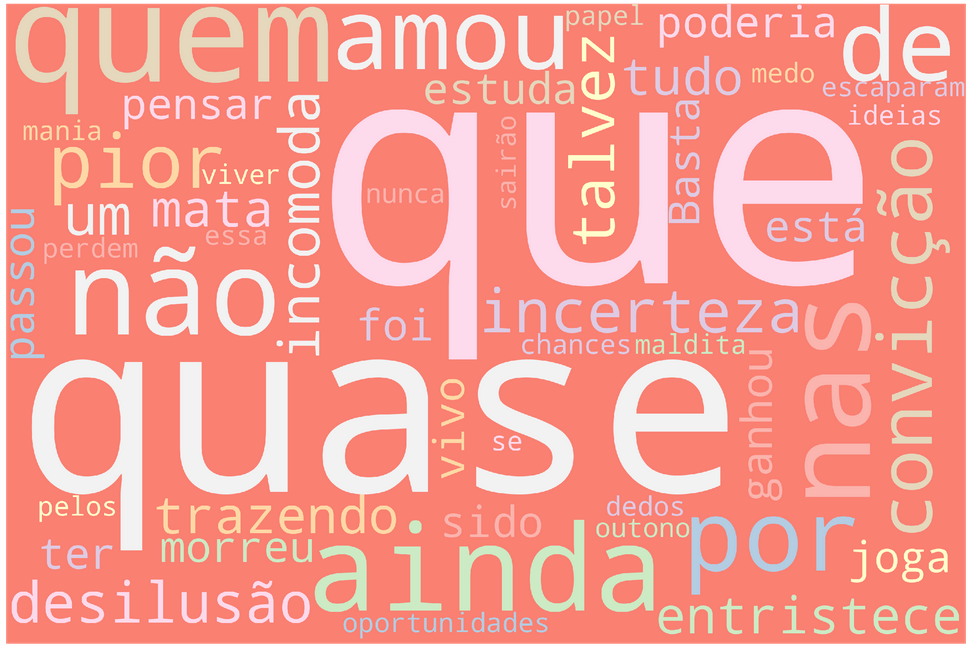 quem
amou
papel
poderia
de
pensar
estuda
talvez
tudo
medo
escaparam
ideias
mania
pior
viver
incomoda
que
nunca
sairão
Basta
está
um
mata
essa
perdem
passou
não
foi
incerteza
chances
maldita
nas
convicção
quase
vivo
se
ganhou
pelos
trazendo
sido
dedos
outono
por
ter
morreu
ainda
joga
desilusão
oportunidades
entristece